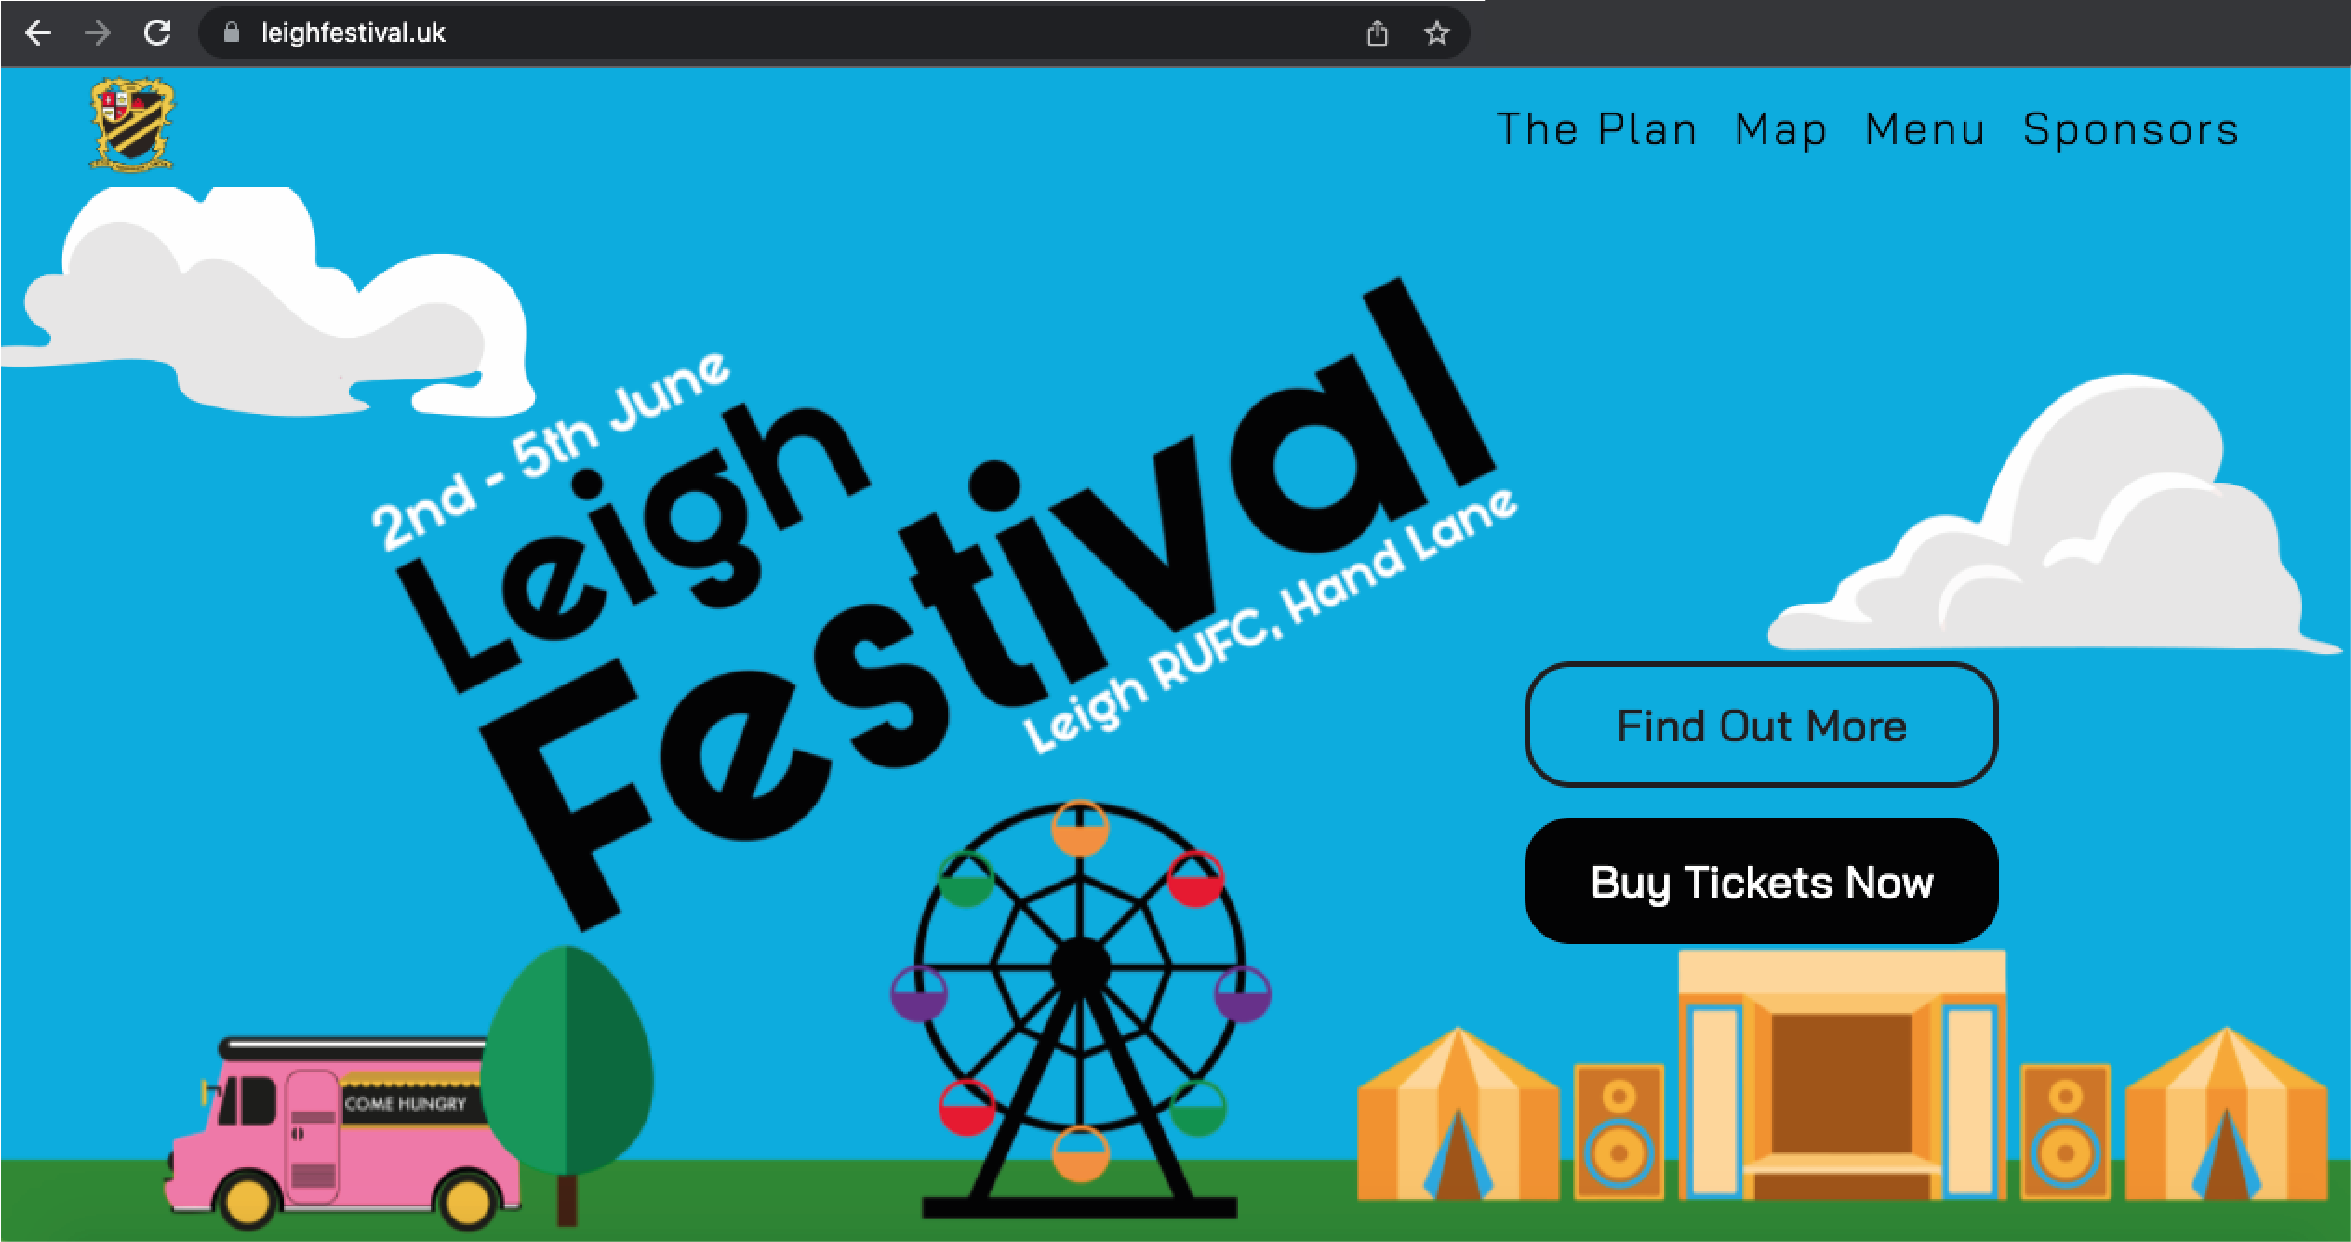 leighfestival.uk
The Plan Map Menu Sponsors
2nd - 5th June
Leigh
Festival
Leigh RUFC, Hand Lane
Find Out More
Buy Tickets Now
COME HUNGRY